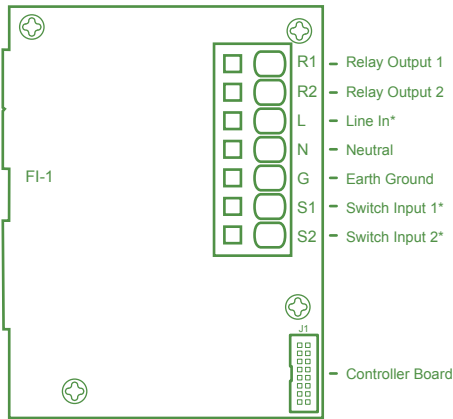 R1 Relay Output 1
R2 Relay Output 2
L Line In*
N Neutral
FI-1
G Earth Ground
S1 Switch Input 1*
S2 Switch Input 2*
J1
Controller Board